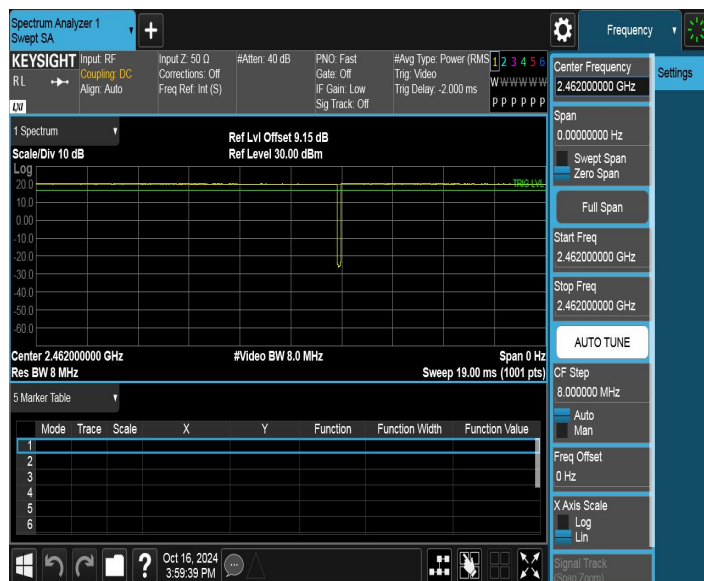 Spectrum Analyzer 1
Swept SA
+
Frequency
KEYSIGHT
R L
LXI
Input: RF
Coupling: DC
Align: Auto
Input Z: 50 Ω
Corrections: Off
Freq Ref: Int (S)
#Atten: 40 dB
PNO: Fast
Gate: Off
IF Gain: Low
Sig Track: Off
#Avg Type: Power (RMS
Trig: Video
Trig Delay: -2.000 ms
1 2 3 4 5 6
W W W W W W
P P P P P P
1 Spectrum
Scale/Div 10 dB
Ref Lvl Offset 9.15 dB
Ref Level 30.00 dBm
Log
20.0
TRIG LVL
10.0
0.00
-10.0
-20.0
-30.0
-40.0
-50.0
-60.0
Center 2.462000000 GHz
#Video BW 8.0 MHz
Span 0 Hz
Res BW 8 MHz
Sweep 19.00 ms (1001 pts)
5 Marker Table
Mode Trace Scale X Y Function Function Width Function Value
1
2
3
4
5
6
?
Oct 16, 2024
3:59:39 PM
Center Frequency
2.462000000 GHz
Settings
Span
0.00000000 Hz
Swept Span
Zero Span
Full Span
Start Freq
2.462000000 GHz
Stop Freq
2.462000000 GHz
AUTO TUNE
CF Step
8.000000 MHz
Auto
Man
Freq Offset
0 Hz
X Axis Scale
Log
Lin
Signal Track
(Span Zoom)